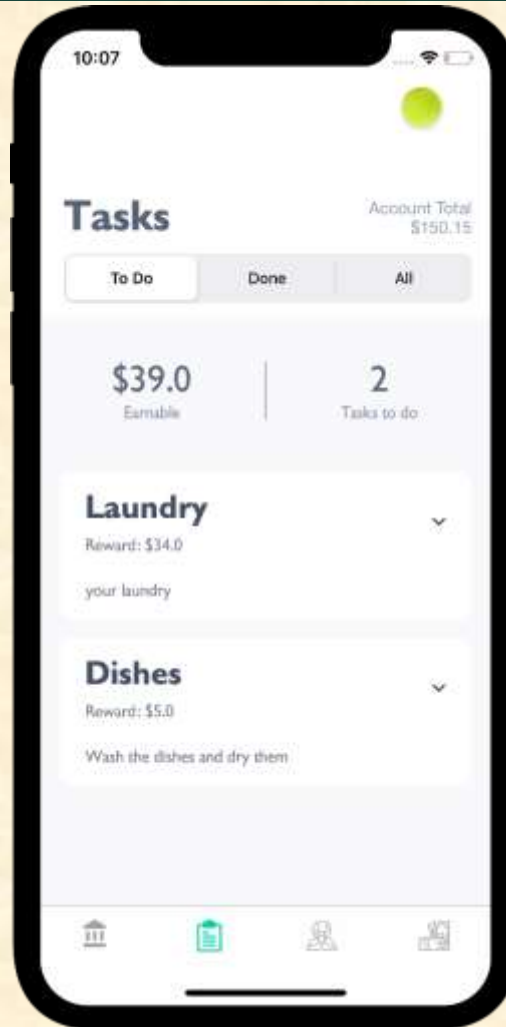 10:07
Tasks
Account Total
$150.15
To Do
Done
All
$39.0
Earnable
2
Tasks to do
Laundry
Reward: $34.0
your laundry
Dishes
Reward: $5.0
Wash the dishes and dry them